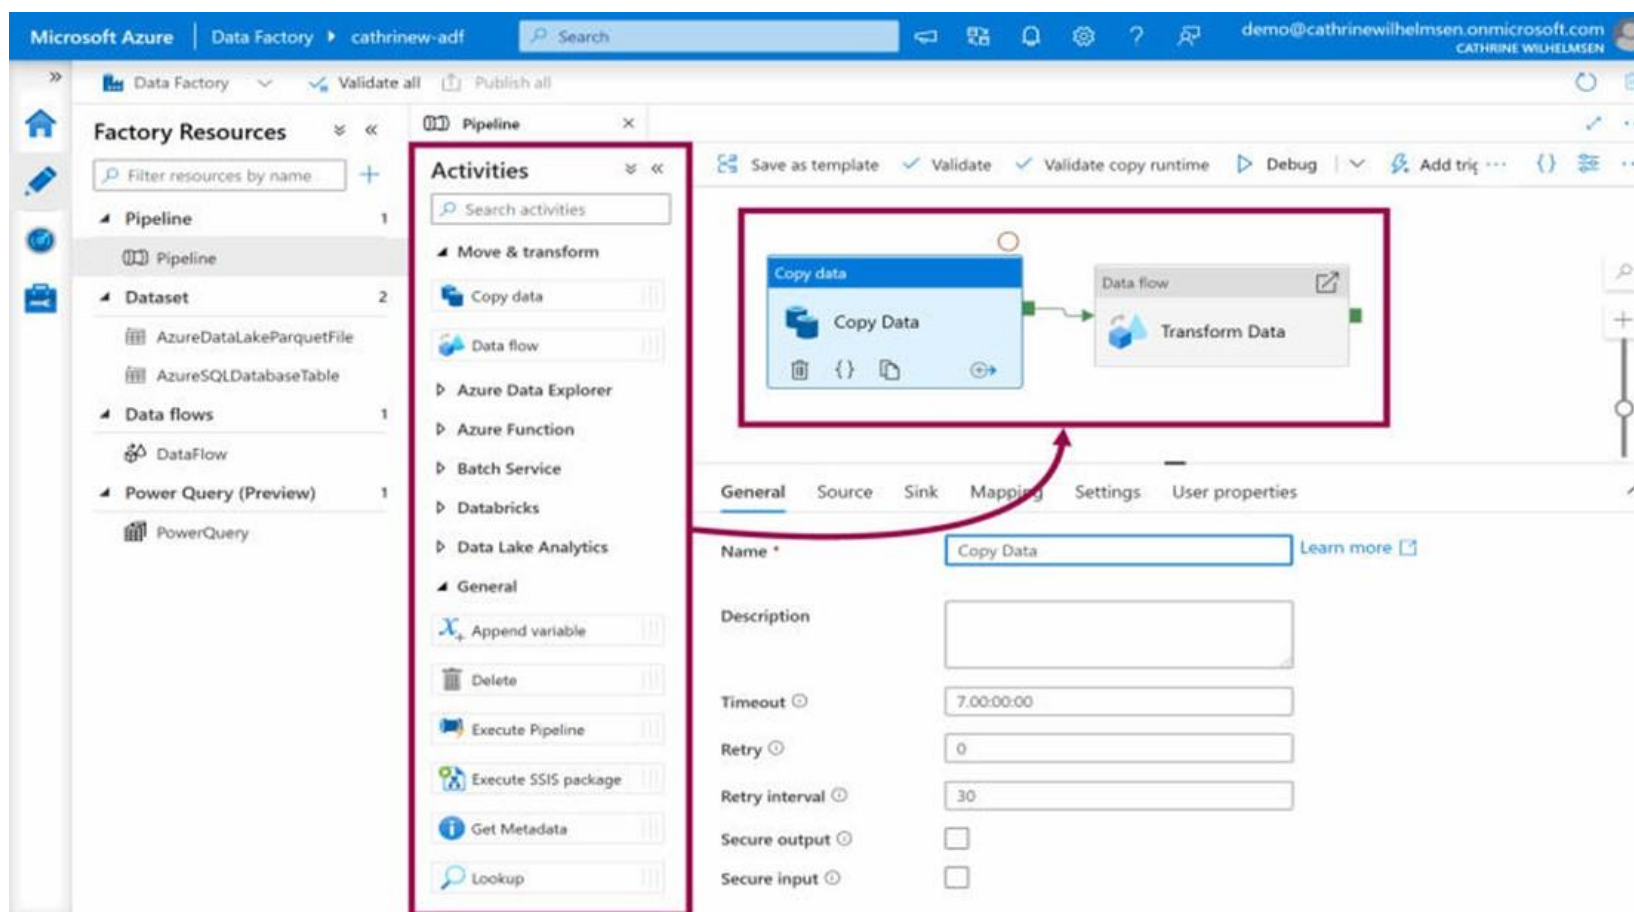 Microsoft Azure | Data Factory ▸ cathrinew-adf
Search
demo@cathrinewilhelmsen.onmicrosoft.com
CATHRINE WILHELMSEN
Data Factory
Validate all
Publish all
Factory Resources
Filter resources by name
Pipeline 1
Pipeline
Dataset 2
AzureDataLakeParquetFile
AzureSQLDatabaseTable
Data flows 1
DataFlow
Power Query (Preview) 1
PowerQuery
Pipeline
Activities
Search activities
Move & transform
Copy data
Data flow
Azure Data Explorer
Azure Function
Batch Service
Databricks
Data Lake Analytics
General
Append variable
Delete
Execute Pipeline
Execute SSIS package
Get Metadata
Lookup
Save as template Validate Validate copy runtime Debug Add trig ··· {}
Copy data
Copy Data
{}
Data flow
Transform Data
General Source Sink Mapping Settings User properties
Name * Copy Data Learn more
Description
Timeout 7.00:00:00
Retry 0
Retry interval 30
Secure output
Secure input